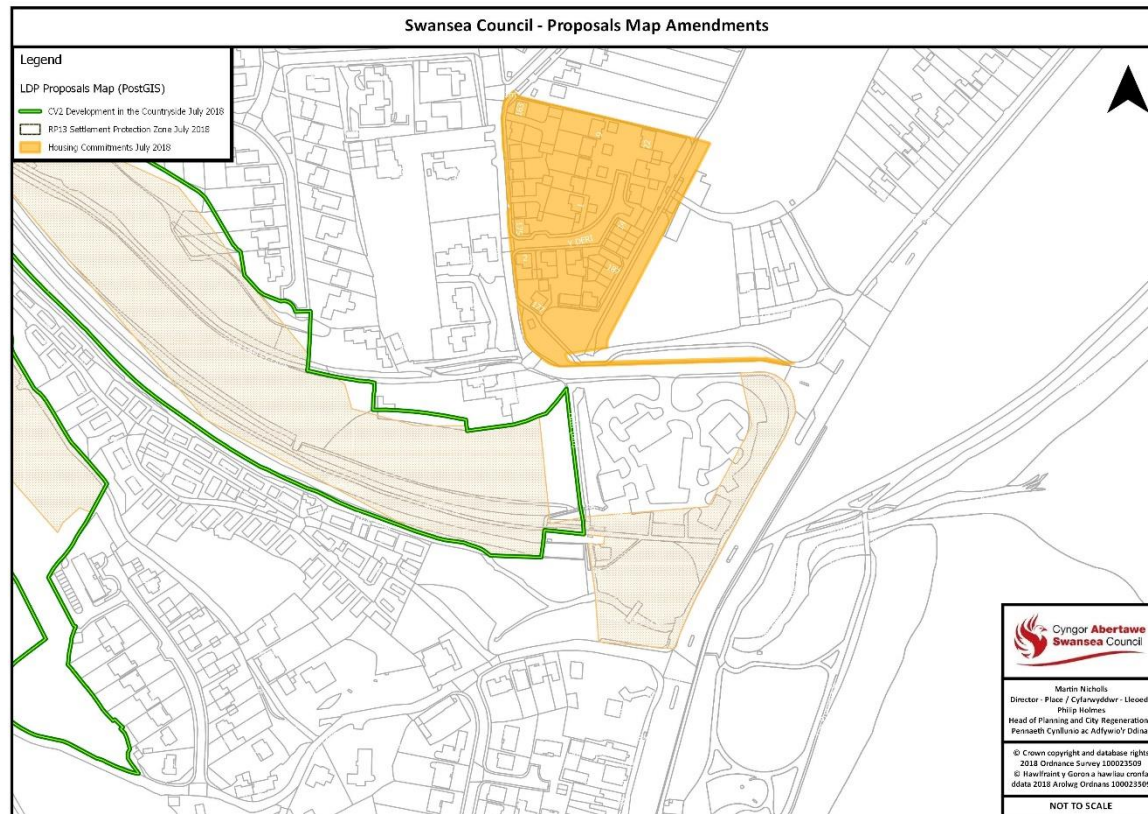 Swansea Council - Proposals Map Amendments
Legend
LDP Proposals Map (PostGIS)
CV2 Development in the Countryside July 2018
RP13 Settlement Protection Zone July 2018
Housing Commitments July 2018
Y DERI
Cyngor Abertawe
Swansea Council
Martin Nicholls
Director - Place / Cyfarwyddwr - Lleoedd
Philip Holmes
Head of Planning and City Regeneration
Pennaeth Cynllunio ac Adfywio'r Ddinas
© Crown copyright and database rights
2018 Ordnance Survey 100023509
© Hawlfraint y Goron a hawliau cronfa
ddata 2018 Arolwg Ordnans 100023509
NOT TO SCALE